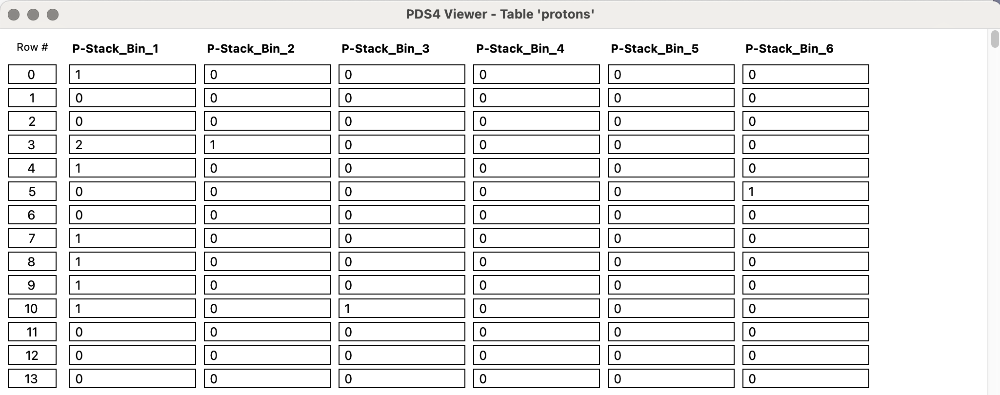 PDS4 Viewer - Table 'protons'
Row # P-Stack_Bin_1 P-Stack_Bin_2 P-Stack_Bin_3 P-Stack_Bin_4 P-Stack_Bin_5 P-Stack_Bin_6
0 1 0 0 0 0 0
1 0 0 0 0 0 0
2 0 0 0 0 0 0
3 2 1 0 0 0 0
4 1 0 0 0 0 0
5 0 0 0 0 0 1
6 0 0 0 0 0 0
7 1 0 0 0 0 0
8 1 0 0 0 0 0
9 1 0 0 0 0 0
10 1 0 1 0 0 0
11 0 0 0 0 0 0
12 0 0 0 0 0 0
13 0 0 0 0 0 0